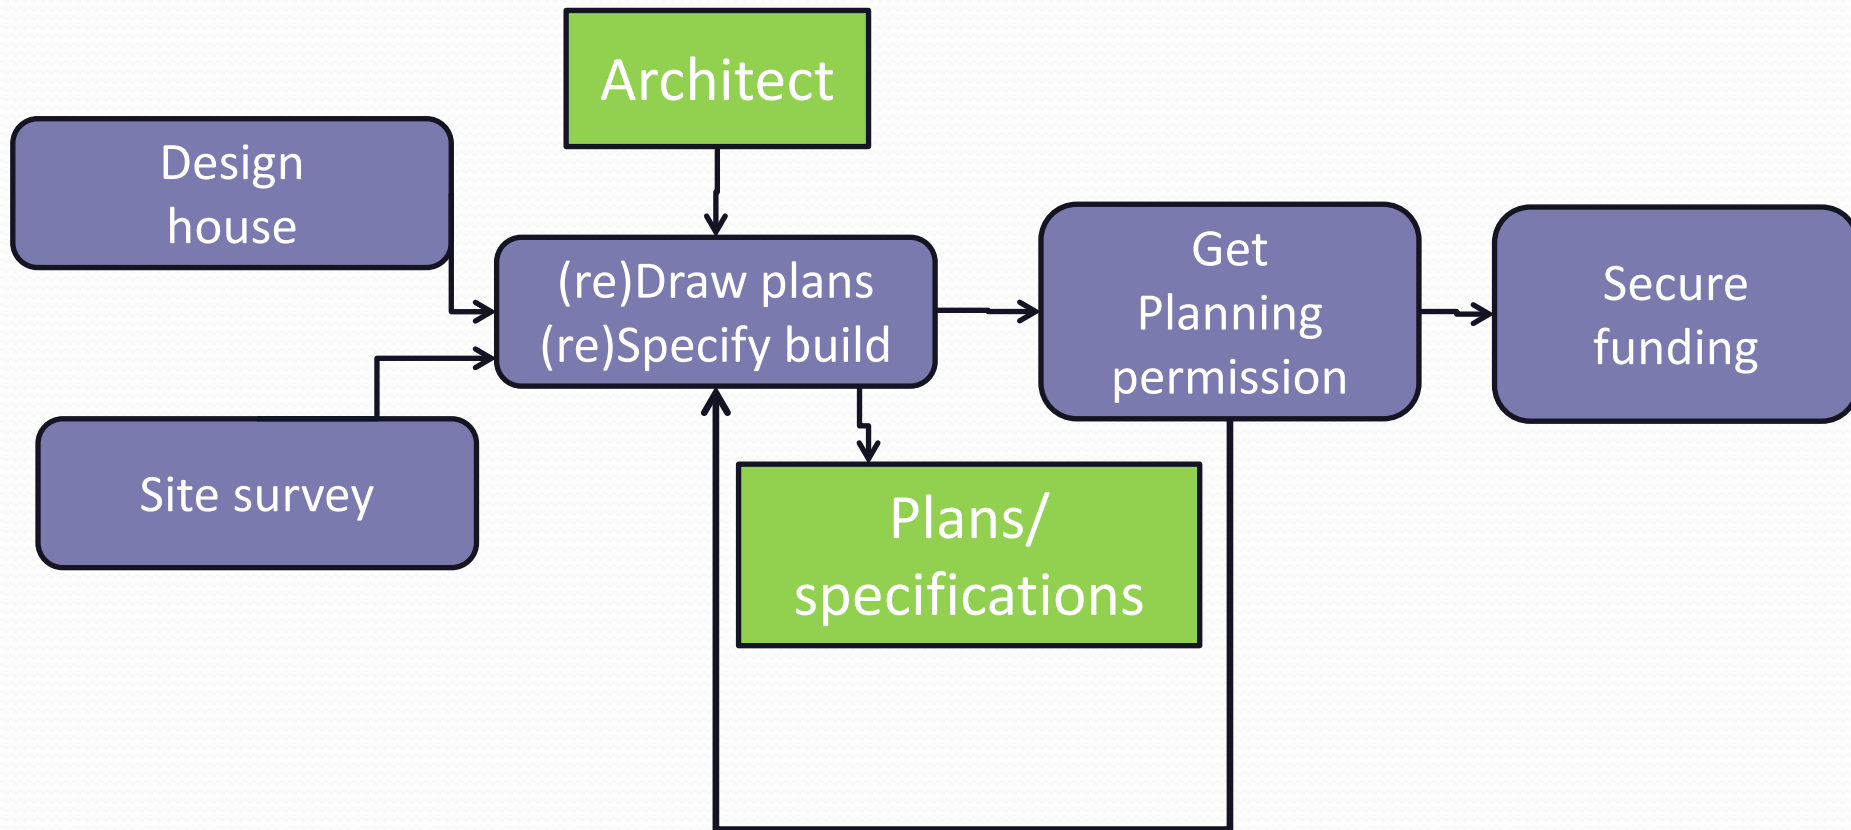 Architect
Design
house
(re)Draw plans
(re)Specify build
Get
Planning
permission
Secure
funding
Site survey
Plans/
specifications